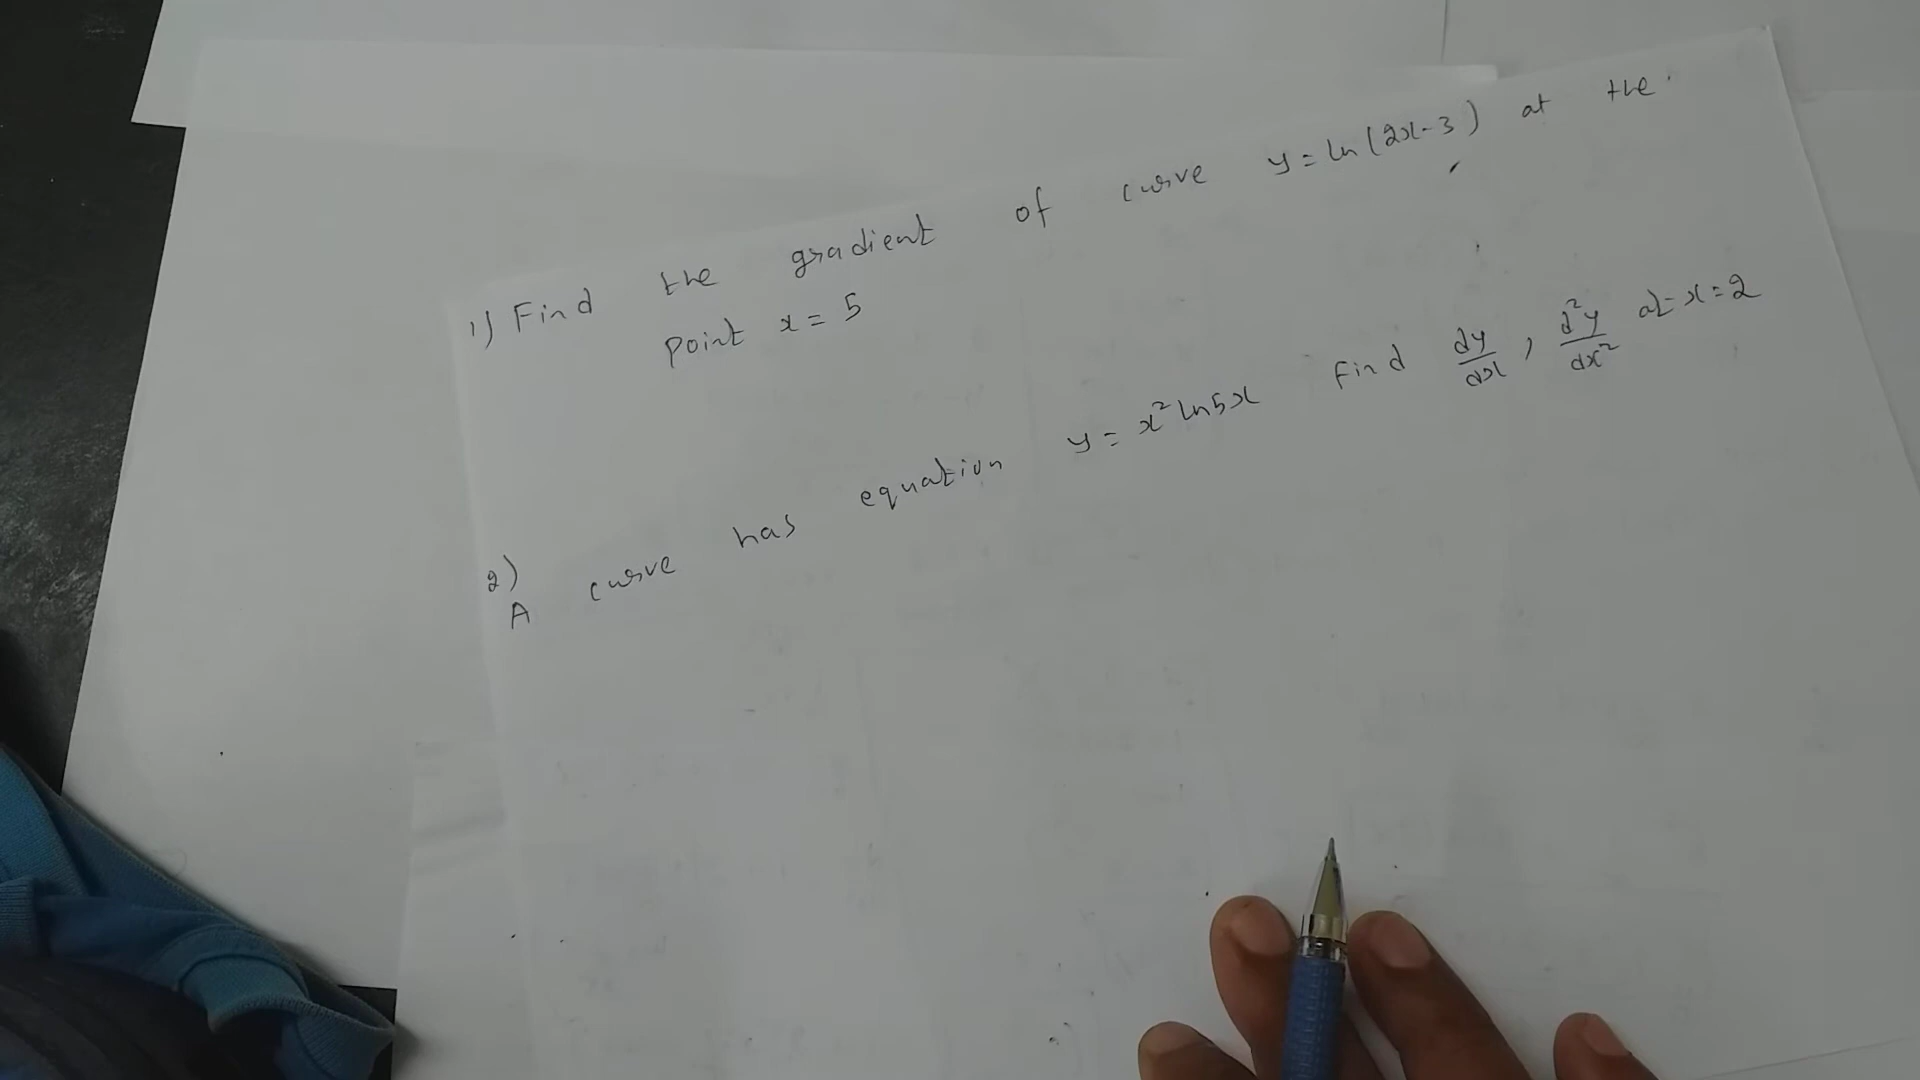 1) Find the gradient of curve y = ln(2x-3) at the
point x = 5
2)
A curve has equation y = x² ln5x Find dy/dx, d²y/dx² at x=2